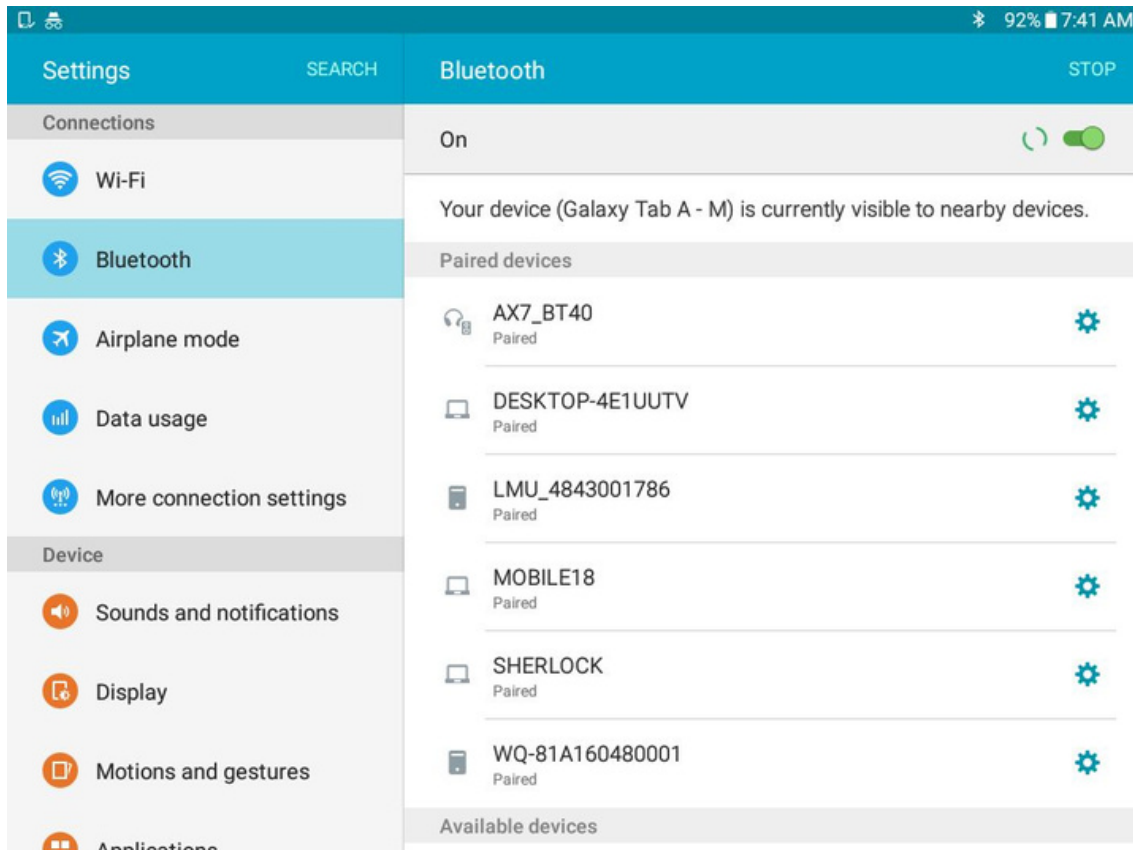 92% 7:41 AM
Settings SEARCH
Connections
Wi-Fi
Bluetooth
Airplane mode
Data usage
More connection settings
Device
Sounds and notifications
Display
Motions and gestures
Applications
Bluetooth STOP
On
Your device (Galaxy Tab A - M) is currently visible to nearby devices.
Paired devices
AX7_BT40
Paired
DESKTOP-4E1UUTV
Paired
LMU_4843001786
Paired
MOBILE18
Paired
SHERLOCK
Paired
WQ-81A160480001
Paired
Available devices